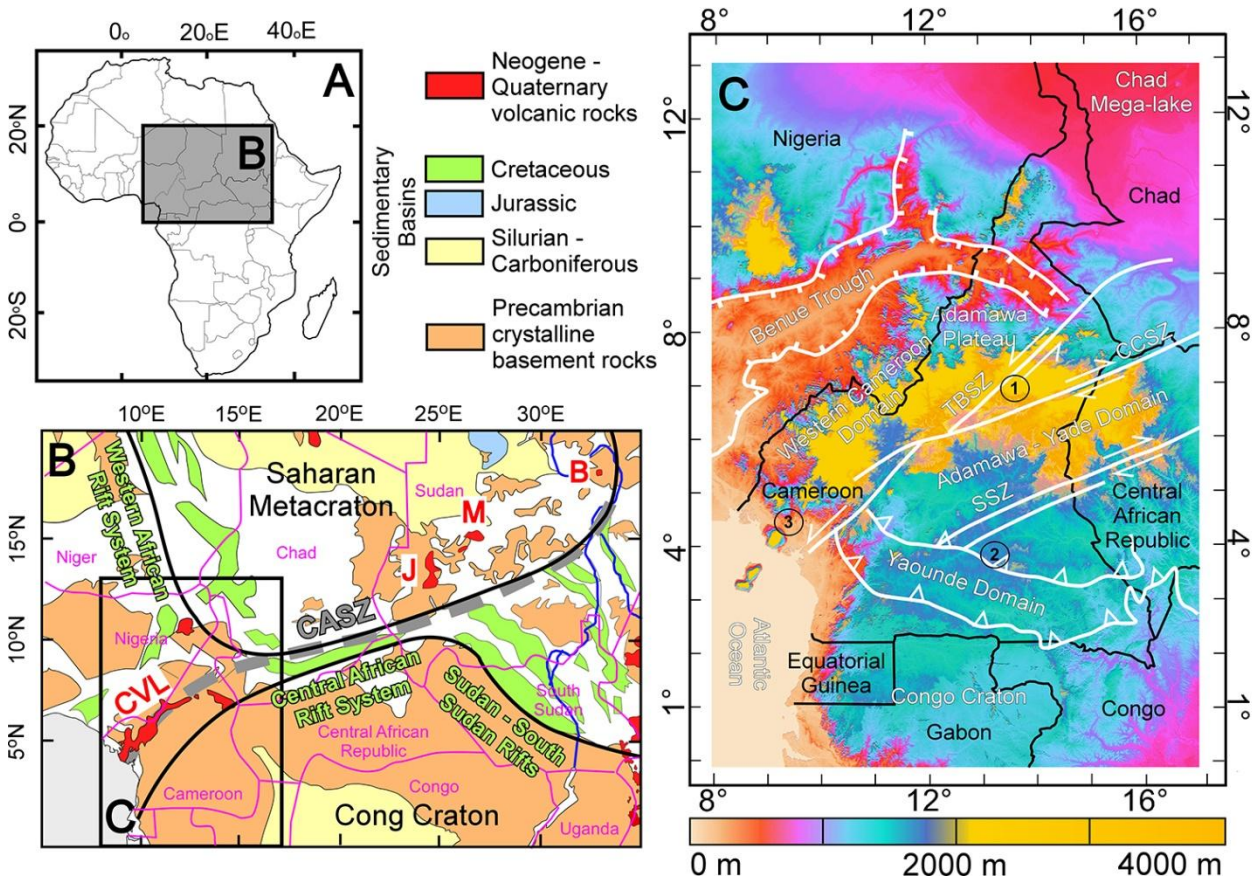 0°
20°E
40°E
A
B
20°N
0°
20°S
Sedimentary
Basins
Neogene -
Quaternary
volcanic rocks
Cretaceous
Jurassic
Silurian -
Carboniferous
Precambrian
crystalline
basement rocks
10°E
15°E
20°E
25°E
30°E
15°N
10°N
5°N
B
Western African
Rift System
Saharan
Metacraton
Sudan
B
M
J
Niger
Chad
CASZ
Nigeria
CVL
Central African
Rift System
Sudan - South
Sudan Rifts
South
Sudan
Central African
Republic
Cameroon
Congo
C
Cong Craton
Uganda
8°
12°
16°
12°
8°
4°
1°
12°
8°
4°
1°
C
Chad
Mega-lake
Nigeria
Chad
Benue Trough
Adamawa
Plateau
CCSZ
Western Cameroon
Domain
TBSZ
1
Adamawa - Yade Domain
Cameroon
SSZ
Central
African
Republic
3
2
Yaounde Domain
Atlantic
Ocean
Equatorial
Guinea
Congo Craton
Gabon
Congo
8°
12°
16°
0 m
2000 m
4000 m